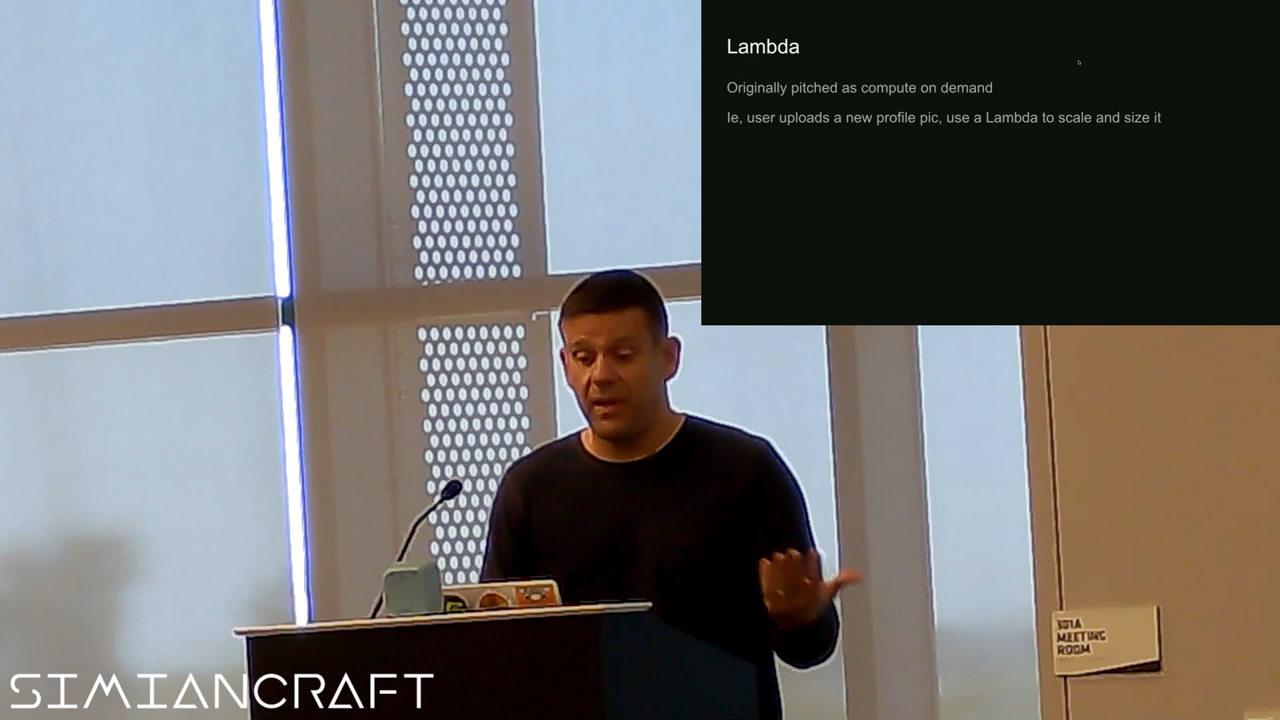 Lambda
Originally pitched as compute on demand
Ie, user uploads a new profile pic, use a Lambda to scale and size it
301A
MEETING
ROOM
SIMIANCRAFT